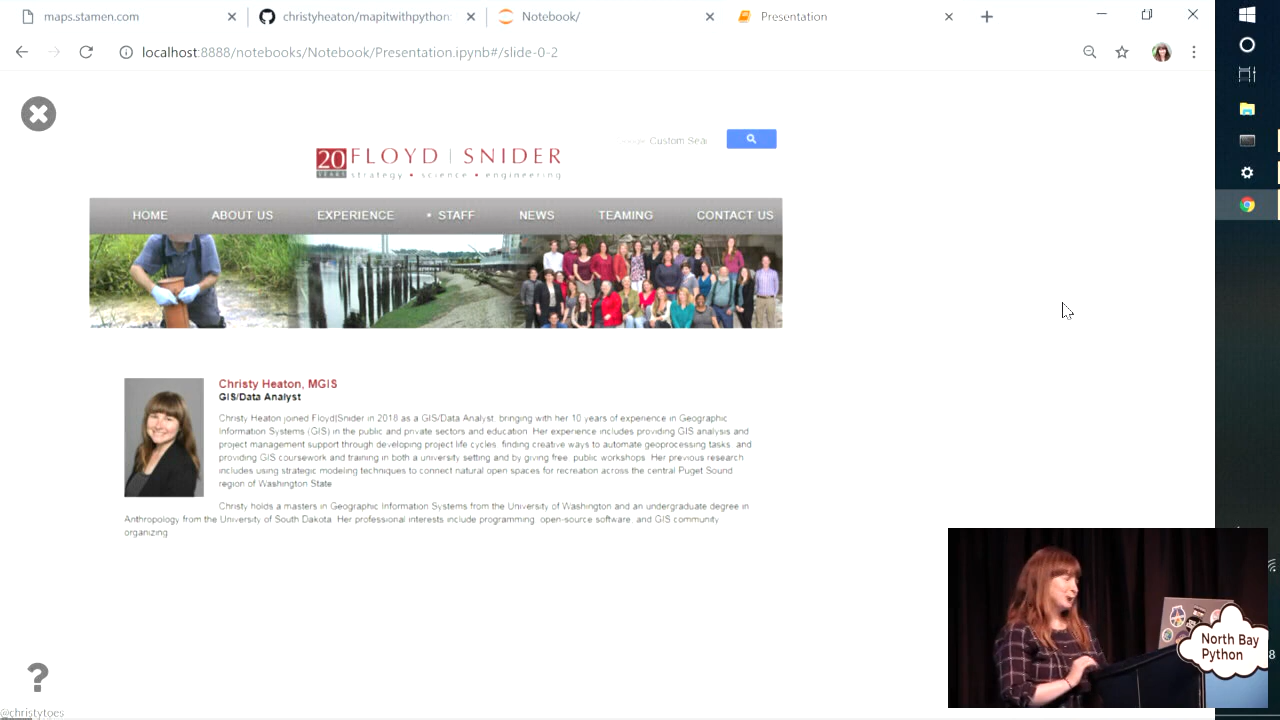 maps.stamen.com
christyheaton/mapitwithpython:
Notebook/
Presentation
localhost:8888/notebooks/Notebook/Presentation.ipynb#/slide-0-2
Custom Sea
20 YEARS FLOYD | SNIDER
strategy • science • engineering
HOME ABOUT US EXPERIENCE • STAFF NEWS TEAMING CONTACT US
Christy Heaton, MGIS
GIS/Data Analyst
Christy Heaton joined Floyd|Snider in 2018 as a GIS/Data Analyst, bringing with her 10 years of experience in Geographic
Information Systems (GIS) in the public and private sectors and education. Her experience includes providing GIS analysis and
project management support through developing project life cycles, finding creative ways to automate geoprocessing tasks, and
providing GIS coursework and training in both a university setting and by giving free, public workshops. Her previous research
includes using strategic modeling techniques to connect natural open spaces for recreation across the central Puget Sound
region of Washington State.
Christy holds a masters in Geographic Information Systems from the University of Washington and an undergraduate degree in
Anthropology from the University of South Dakota. Her professional interests include programming, open-source software, and GIS community
organizing.
North Bay
Python
8
?
@christytoes